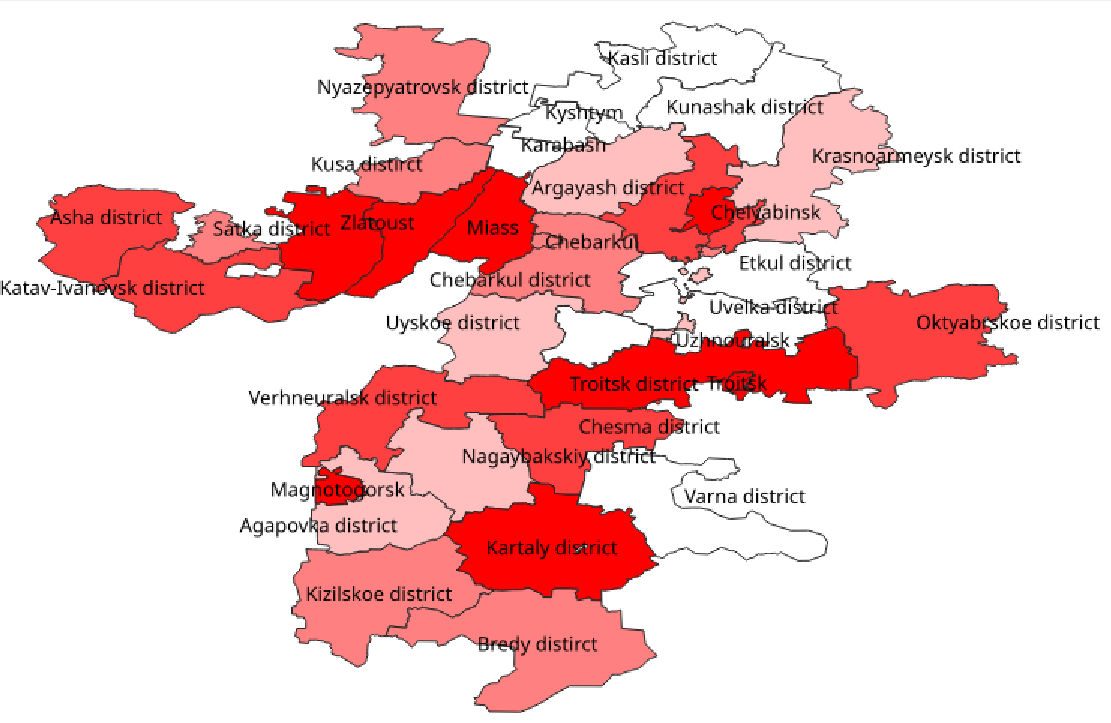 Kasli district
Nyazepyatrovsk district
Kunashak district
Kyshtym
Karabash
Krasnoarmeysk district
Kusa distirct
Argayash district
Chelyabinsk
Asha district
Satka district
Zlatoust
Miass
Chebarkul
Etkul district
Chebarkul district
Katav-Ivanovsk district
Uvelka district
Uyskoe district
Oktyabrskoe district
Uzhnouralsk
Troitsk district
Troitsk
Verhneuralsk district
Chesma district
Nagaybakskiy district
Magnotogorsk
Varna district
Agapovka district
Kartaly district
Kizilskoe district
Bredy distirct